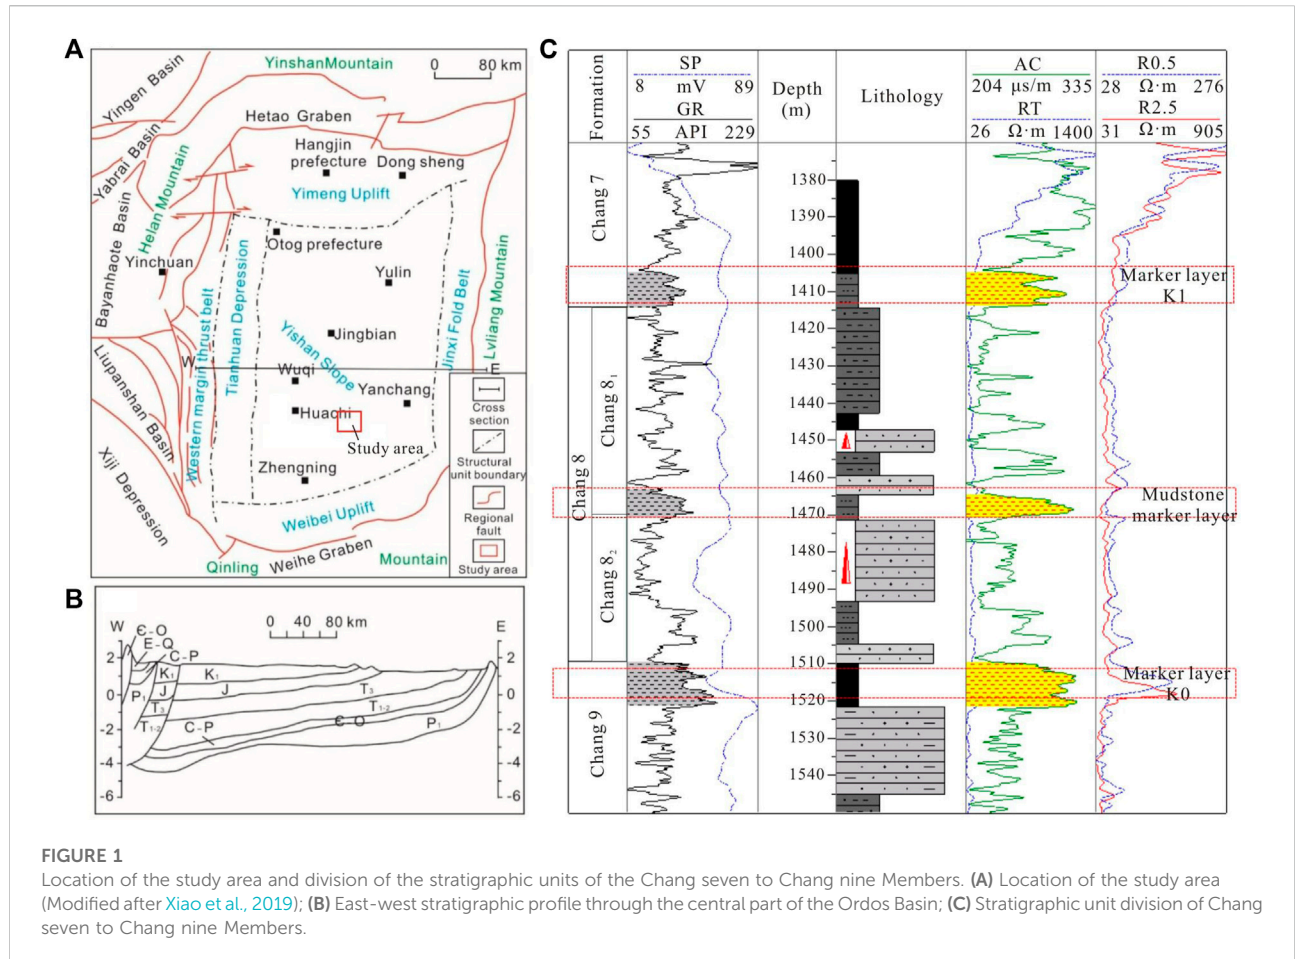 A
Yingen Basin
YinshanMountain
0 80 km
Hetao Graben
Yabrai Basin
Hangjin
prefecture
Dong sheng
Helan Mountain
Yimeng Uplift
Bayanhaote Basin
Otog prefecture
Yinchuan
Tianhuan Depression
Yulin
Jinxi Fold Belt
Lvliang Mountain
Western margin thrust belt
Jingbian
Yishan Slope
W
E
Wuqi
Yanchang
Liupanshan Basin
Huachi
Study area
Xiji Depression
Zhengning
Weibei Uplift
Weihe Graben
Qinling
Mountain
Cross
section
Structural
unit boundary
Regional
fault
Study area
B
W
E
0 40 80 km
Є-O
E-Q
C-P
2
0
-2
-4
-6
2
0
-2
-4
-6
K1
K1
P1
J
J
T3
T3
T1-2
T1-2
C-P
Є-O
P1
C
Formation
SP
8 mV 89
GR
55 API 229
Depth
(m)
Lithology
AC
204 μs/m 335
RT
26 Ω·m 1400
R0.5
28 Ω·m 276
R2.5
31 Ω·m 905
Chang 7
Chang 8
Chang 81
Chang 82
Chang 9
1380
1390
1400
1410
1420
1430
1440
1450
1460
1470
1480
1490
1500
1510
1520
1530
1540
Marker layer
K1
Mudstone
marker layer
Marker layer
K0
FIGURE 1
Location of the study area and division of the stratigraphic units of the Chang seven to Chang nine Members. (A) Location of the study area
(Modified after Xiao et al., 2019); (B) East-west stratigraphic profile through the central part of the Ordos Basin; (C) Stratigraphic unit division of Chang
seven to Chang nine Members.